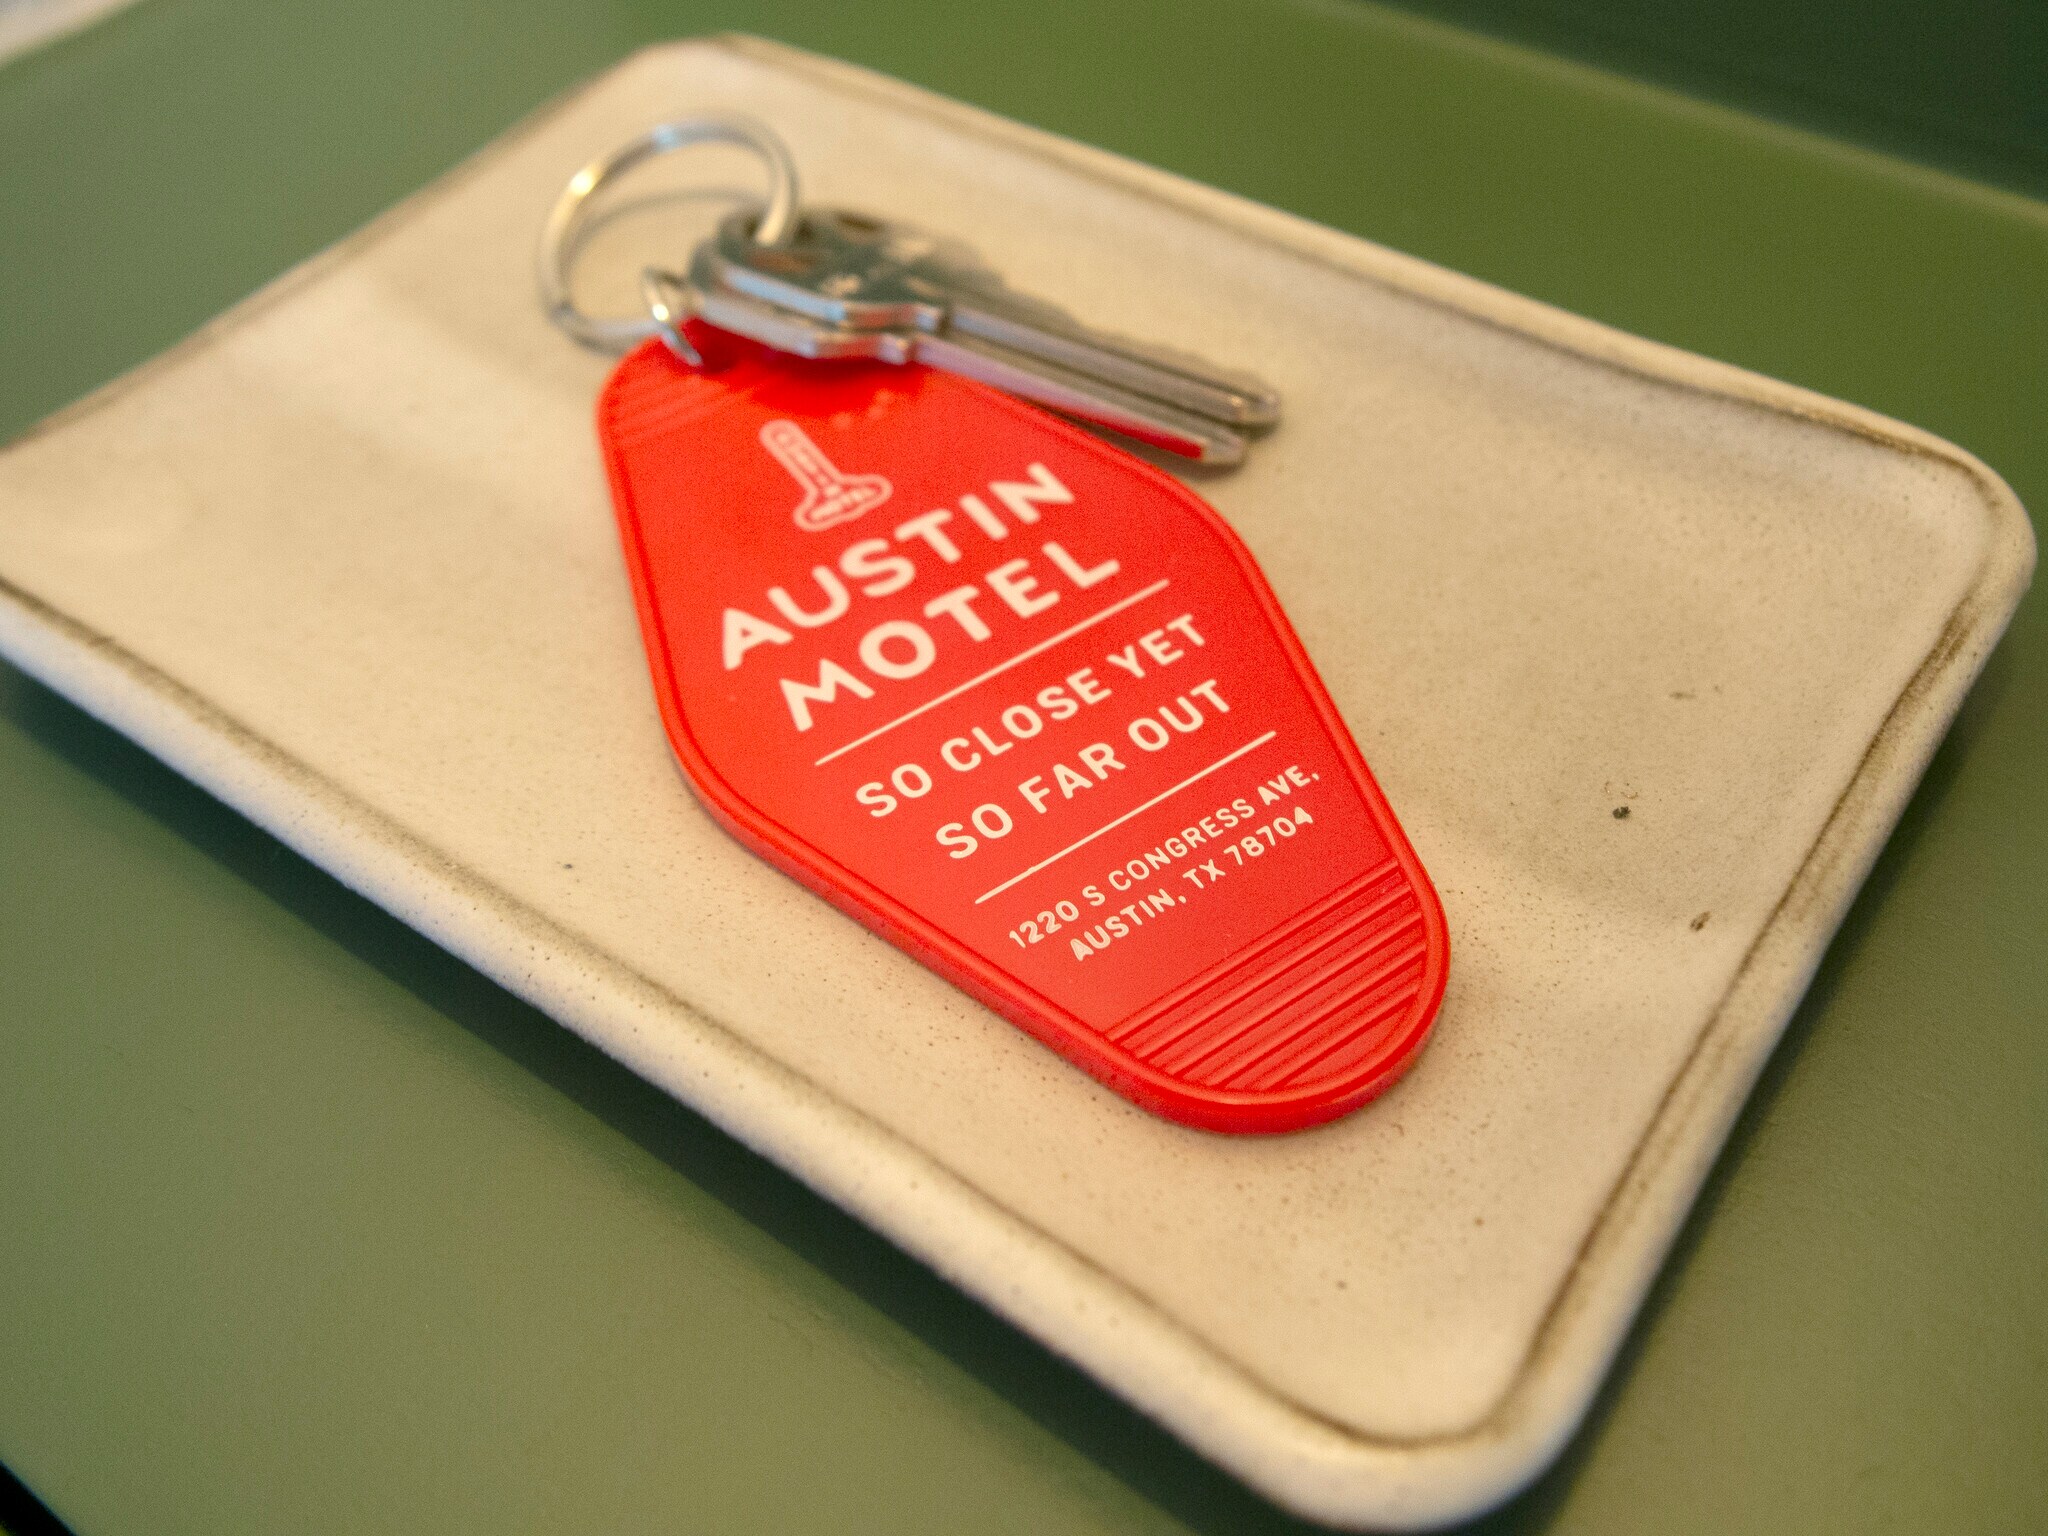 AUSTIN
MOTEL
SO CLOSE YET
SO FAR OUT
1220 S CONGRESS AVE,
AUSTIN, TX 78704